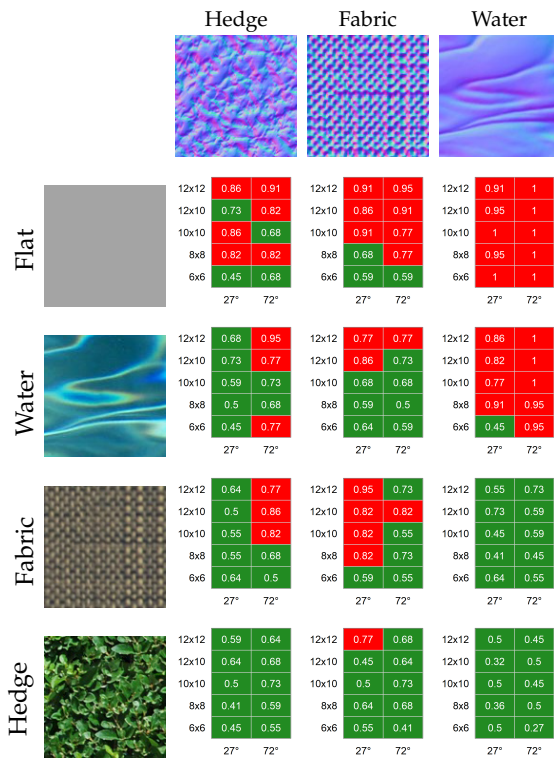 Hedge Fabric Water
Flat
12x12 0.86 0.91 12x12 0.91 0.95 12x12 0.91 1
12x10 0.73 0.82 12x10 0.86 0.91 12x10 0.95 1
10x10 0.86 0.68 10x10 0.91 0.77 10x10 1 1
8x8 0.82 0.82 8x8 0.68 0.77 8x8 0.95 1
6x6 0.45 0.68 6x6 0.59 0.59 6x6 1 1
27° 72° 27° 72° 27° 72°
Water
12x12 0.68 0.95 12x12 0.77 0.77 12x12 0.86 1
12x10 0.73 0.77 12x10 0.86 0.73 12x10 0.82 1
10x10 0.59 0.73 10x10 0.68 0.68 10x10 0.77 1
8x8 0.5 0.68 8x8 0.59 0.5 8x8 0.91 0.95
6x6 0.45 0.77 6x6 0.64 0.59 6x6 0.45 0.95
27° 72° 27° 72° 27° 72°
Fabric
12x12 0.64 0.77 12x12 0.95 0.73 12x12 0.55 0.73
12x10 0.5 0.86 12x10 0.82 0.82 12x10 0.73 0.59
10x10 0.55 0.82 10x10 0.82 0.55 10x10 0.45 0.59
8x8 0.55 0.68 8x8 0.82 0.73 8x8 0.41 0.45
6x6 0.64 0.5 6x6 0.59 0.55 6x6 0.64 0.55
27° 72° 27° 72° 27° 72°
Hedge
12x12 0.59 0.64 12x12 0.77 0.68 12x12 0.5 0.45
12x10 0.64 0.68 12x10 0.45 0.64 12x10 0.32 0.5
10x10 0.5 0.73 10x10 0.5 0.73 10x10 0.5 0.45
8x8 0.41 0.59 8x8 0.64 0.68 8x8 0.36 0.5
6x6 0.45 0.55 6x6 0.55 0.41 6x6 0.5 0.27
27° 72° 27° 72° 27° 72°